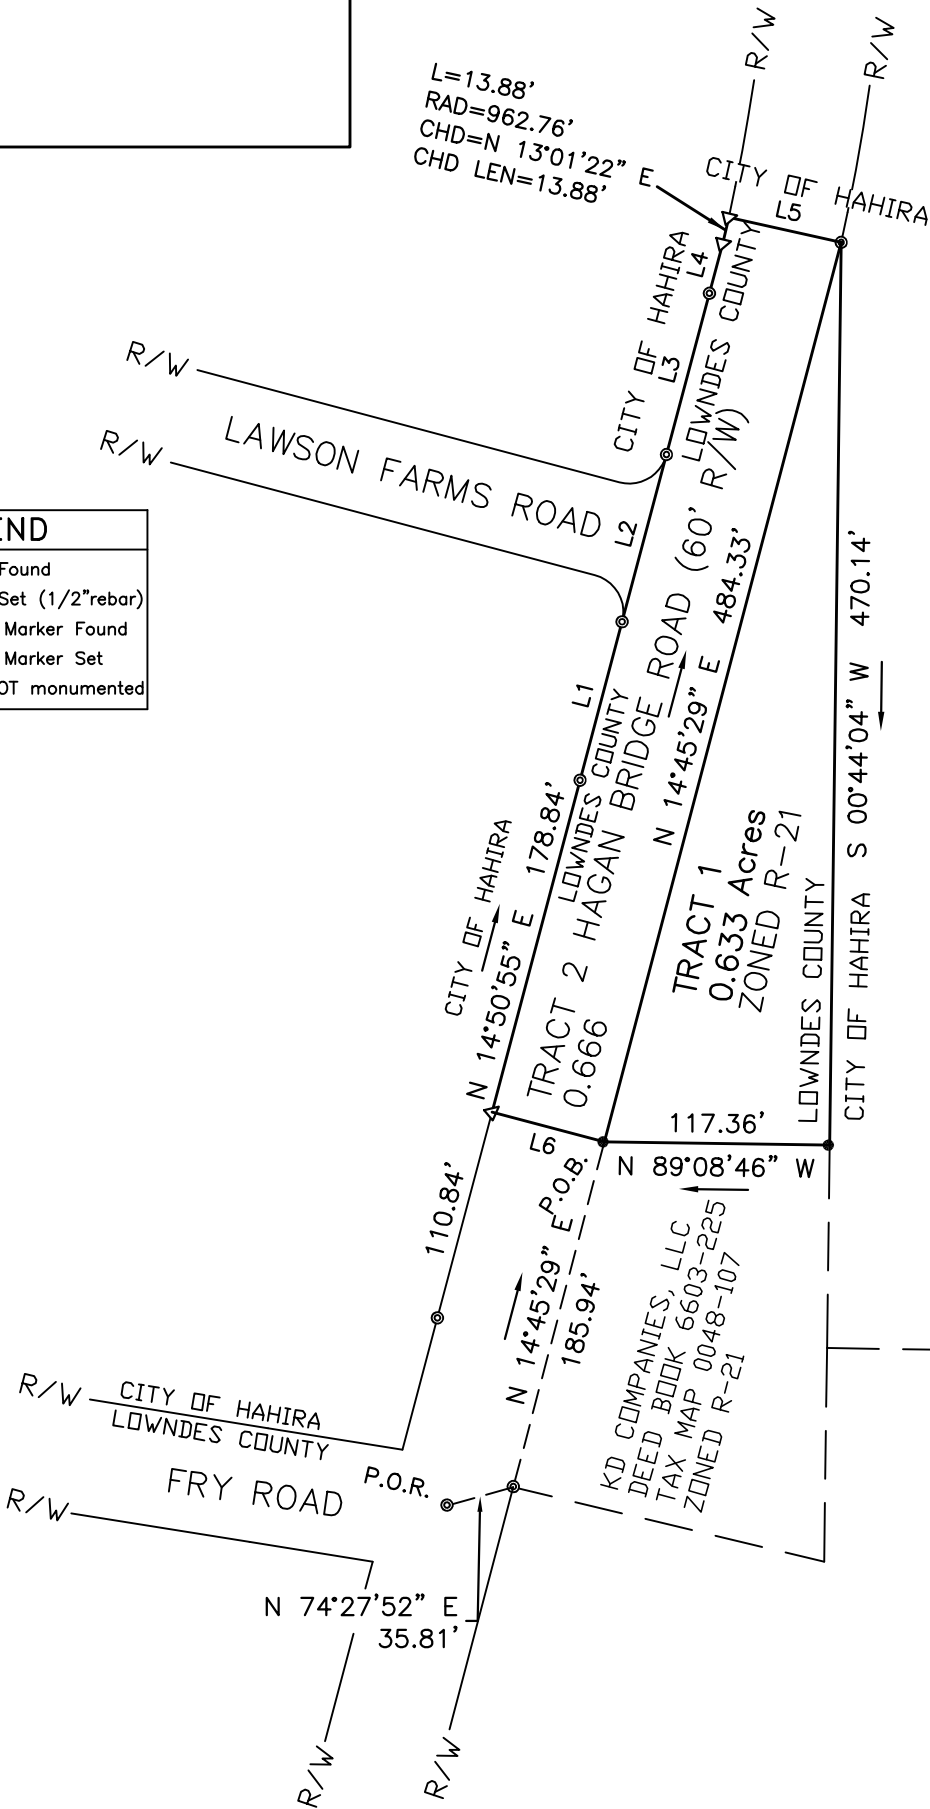 R/W
R/W
L=13.88'
RAD=962.76'
CHD=N 13°01'22" E
CHD LEN=13.88'
CITY OF HAHIRA
L5
CITY OF HAHIRA
L4
LOWNDES COUNTY
L3
R/W
R/W
LAWSON FARMS ROAD
L2
END
Found
Set (1/2"rebar)
Marker Found
Marker Set
OT monumented
L1
LOWNDES COUNTY
TRACT 2 HAGAN BRIDGE ROAD (60' R/W)
0.666
N 14°45'29" E 484.33'
S 00°44'04" W 470.14'
CITY OF HAHIRA
N 14°50'55" E 178.84'
TRACT 1
0.633 Acres
ZONED R-21
LOWNDES COUNTY
CITY OF HAHIRA
L6
117.36'
N 89°08'46" W
P.O.B.
110.84'
N 14°45'29" E
185.94'
KD COMPANIES, LLC
DEED BOOK 6603-225
TAX MAP 0048-107
ZONED R-21
R/W
CITY OF HAHIRA
LOWNDES COUNTY
FRY ROAD
P.O.R.
R/W
N 74°27'52" E
35.81'
R/W
R/W